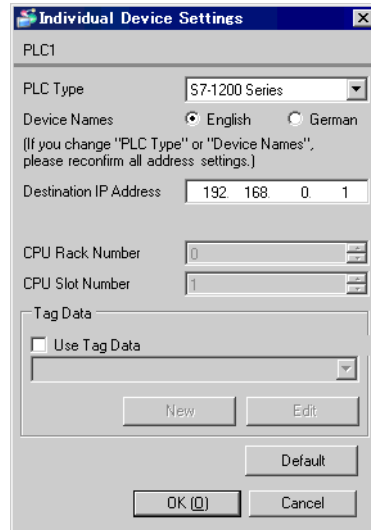 Individual Device Settings
PLC1
PLC Type S7-1200 Series
Device Names English German
(If you change "PLC Type" or "Device Names",
please reconfirm all address settings.)
Destination IP Address 192. 168. 0. 1
CPU Rack Number 0
CPU Slot Number 1
Tag Data
Use Tag Data
New Edit
Default
OK (O) Cancel